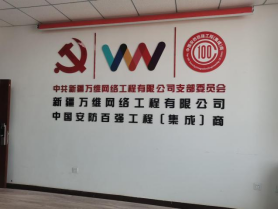 100
中共新疆万维网络工程有限公司支部委员会
新疆万维网络工程有限公司
中国安防百强工程〔集成〕商